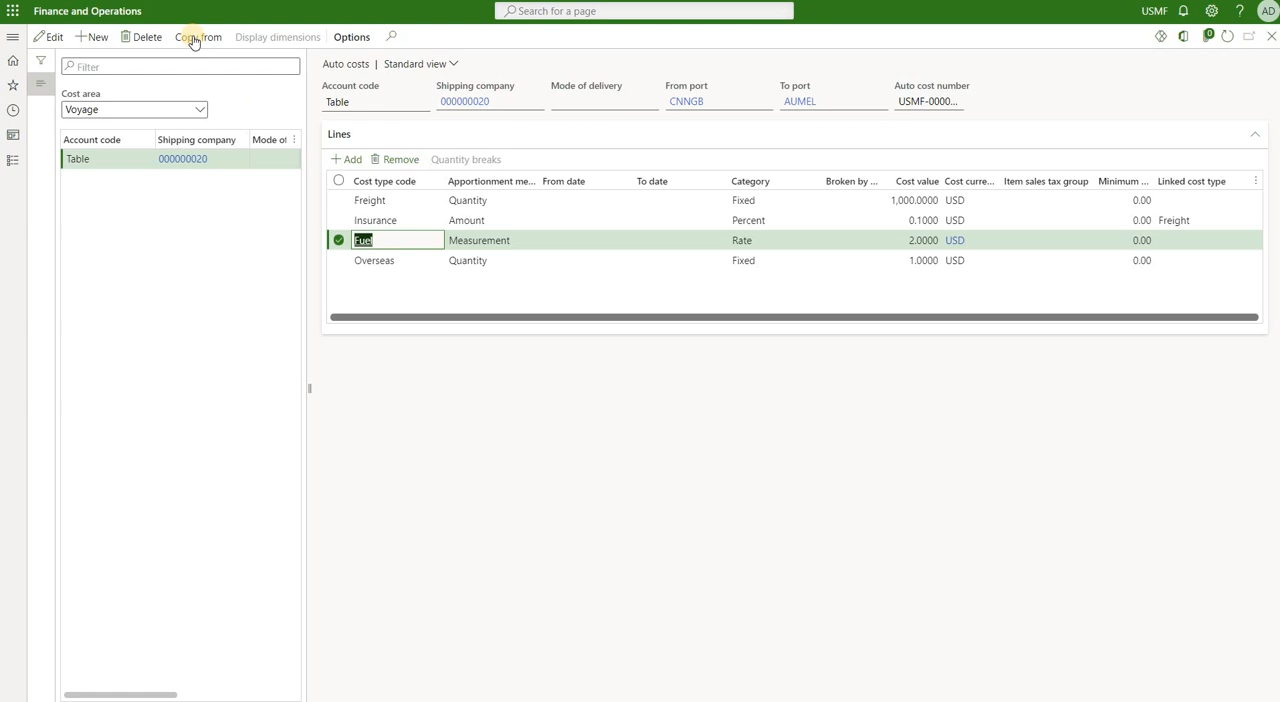 Finance and Operations
Search for a page
USMF
?
AD
Edit
New
Delete
Copy from
Display dimensions
Options
0
Filter
Cost area
Voyage
Account code Shipping company Mode of
Table 000000020
Auto costs | Standard view
Account code Shipping company Mode of delivery From port To port Auto cost number
Table 000000020 CNNGB AUMEL USMF-0000...
Lines
Add Remove Quantity breaks
Cost type code Apportionment me... From date To date Category Broken by ... Cost value Cost curre... Item sales tax group Minimum ... Linked cost type
Freight Quantity Fixed 1,000.0000 USD 0.00
Insurance Amount Percent 0.1000 USD 0.00 Freight
Fuel Measurement Rate 2.0000 USD 0.00
Overseas Quantity Fixed 1.0000 USD 0.00